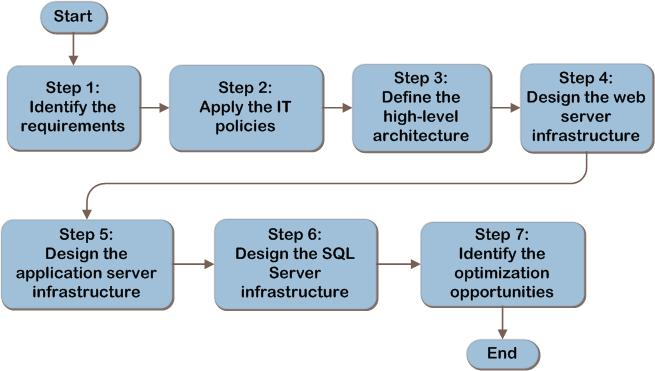 Start
Step 1:
Identify the
requirements
Step 2:
Apply the IT
policies
Step 3:
Define the
high-level
architecture
Step 4:
Design the web
server
infrastructure
Step 5:
Design the
application server
infrastructure
Step 6:
Design the SQL
Server
infrastructure
Step 7:
Identify the
optimization
opportunities
End